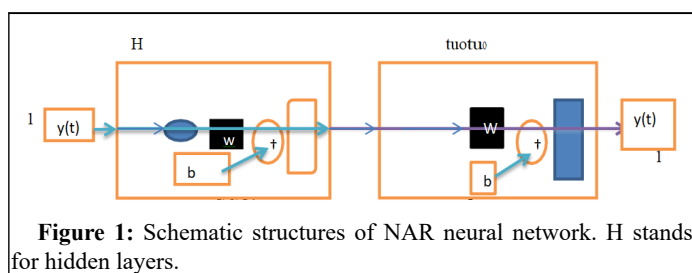 H
tuotuo
1
y(t)
w
†
b
W
†
b
y(t)
1
Figure 1: Schematic structures of NAR neural network. H stands
for hidden layers.